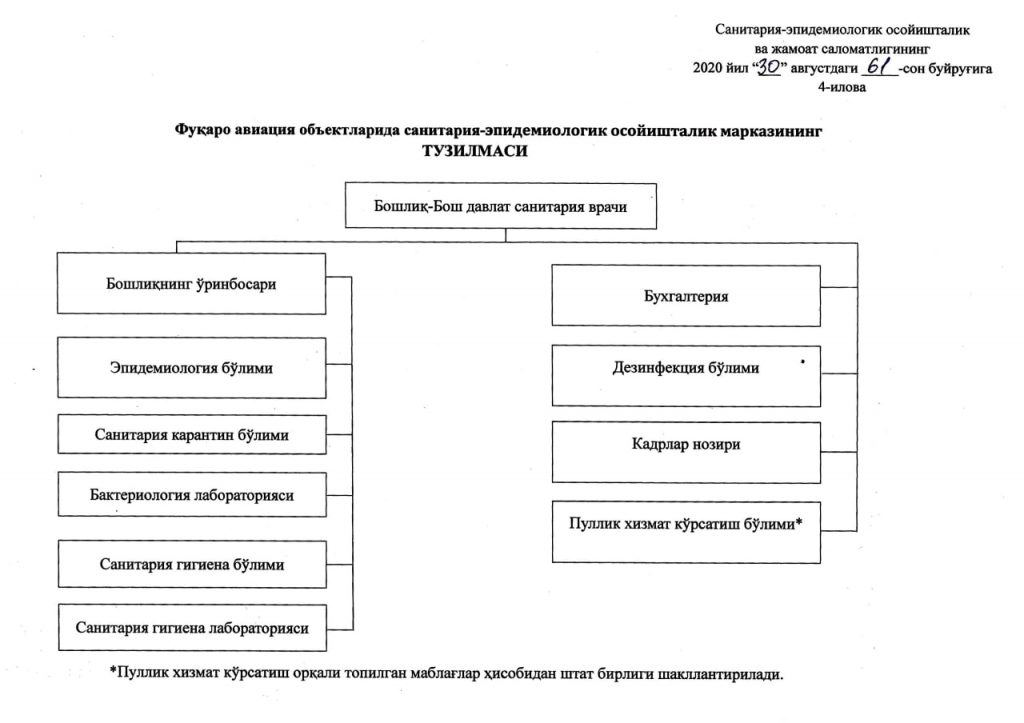 Санитария-эпидемиологик осойишталик
ва жамоат саломатлигининг
2020 йил “30” августдаги 61-сон буйруғига
4-илова
Фуқаро авиация объектларида санитария-эпидемиологик осойишталик марказининг
ТУЗИЛМАСИ
Бошлиқ-Бош давлат санитария врачи
Бошлиқнинг ўринбосари
Эпидемиология бўлими
Санитария карантин бўлими
Бактериология лабораторияси
Санитария гигиена бўлими
Санитария гигиена лабораторияси
Бухгалтерия
Дезинфекция бўлими
Кадрлар нозири
Пуллик хизмат кўрсатиш бўлими*
*Пуллик хизмат кўрсатиш орқали топилган маблағлар ҳисобидан штат бирлиги шакллантирилади.